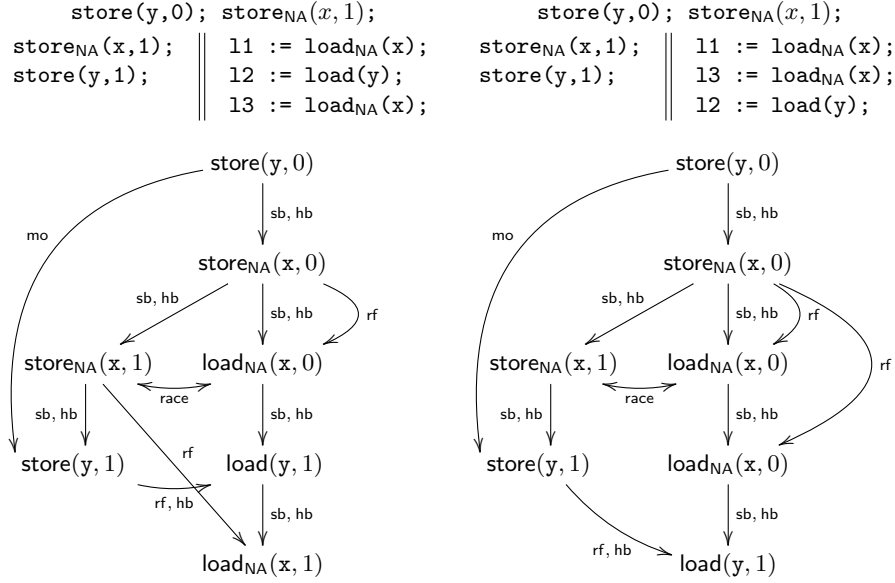 store(y,0); store_NA(x, 1);
store_NA(x,1); l1 := load_NA(x);
store(y,1); l2 := load(y);
l3 := load_NA(x);
store(y, 0)
sb, hb
mo
store_NA(x, 0)
sb, hb
sb, hb
rf
store_NA(x, 1) load_NA(x, 0)
race
sb, hb
sb, hb
rf
store(y, 1) load(y, 1)
rf, hb
sb, hb
load_NA(x, 1)
store(y,0); store_NA(x, 1);
store_NA(x,1); l1 := load_NA(x);
store(y,1); l3 := load_NA(x);
l2 := load(y);
store(y, 0)
sb, hb
mo
store_NA(x, 0)
sb, hb
sb, hb
rf
rf
store_NA(x, 1) load_NA(x, 0)
race
sb, hb
sb, hb
store(y, 1) load_NA(x, 0)
sb, hb
rf, hb
load(y, 1)